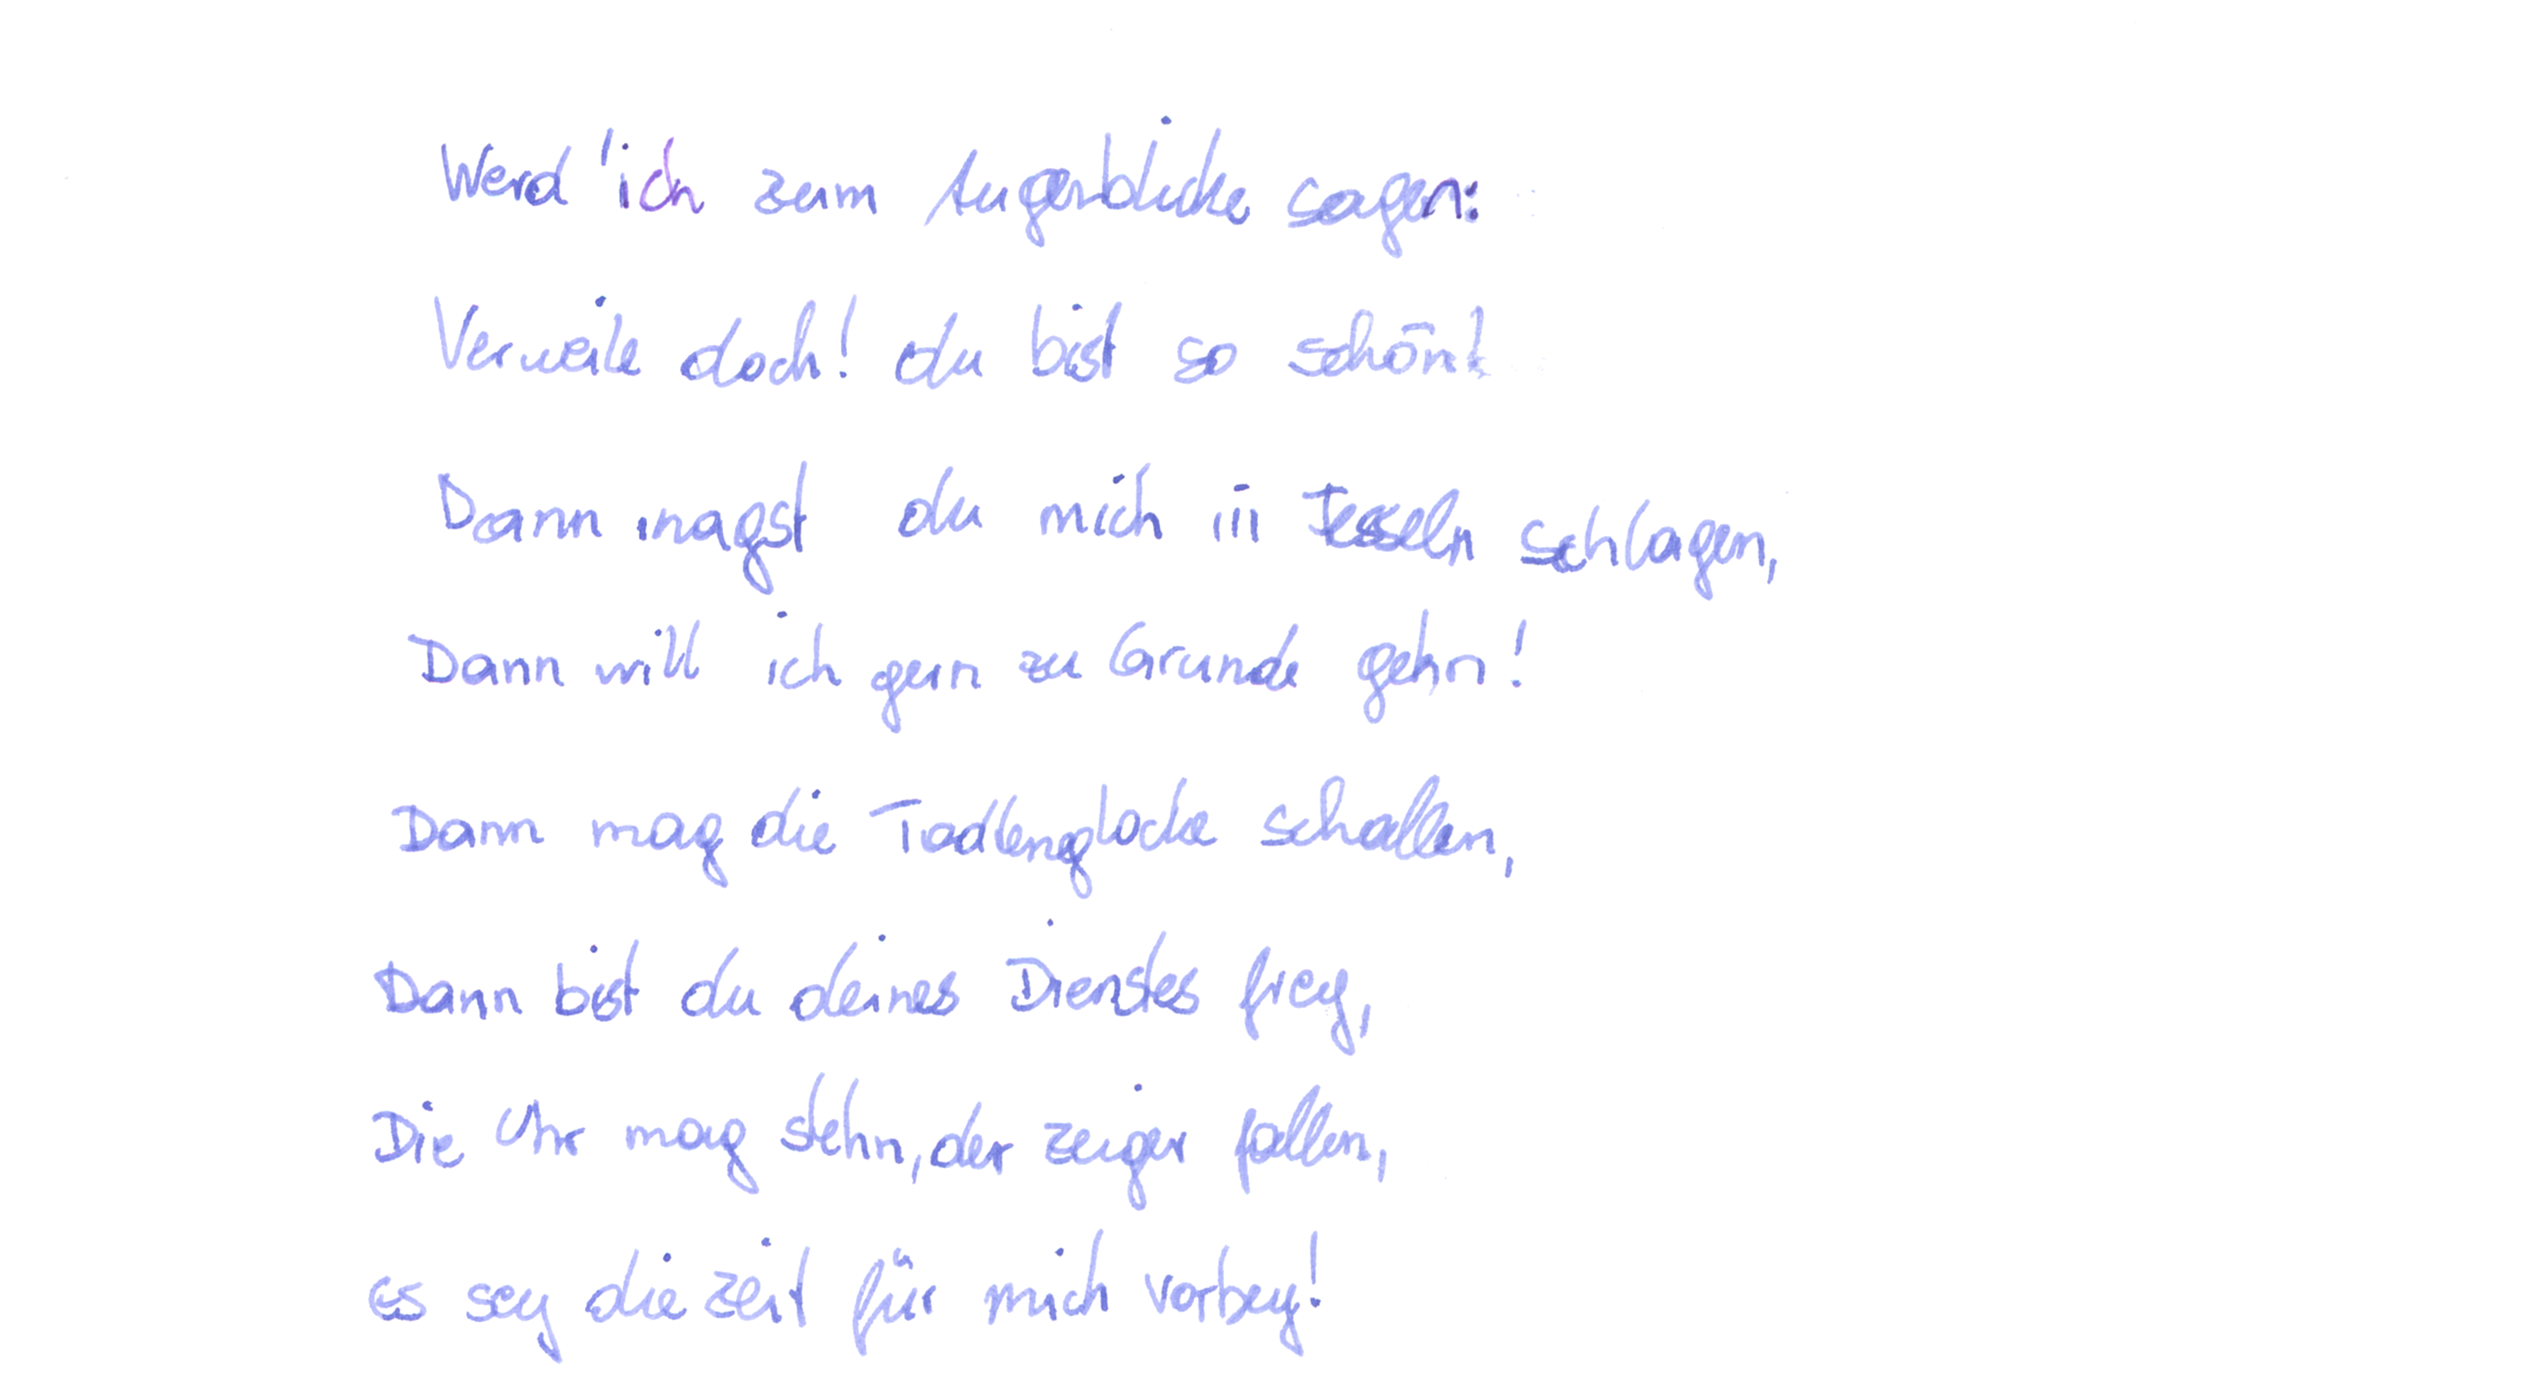 Werd 'ich zum Augenblicke sagen:
Verweile doch! du bist so schön!
Dann magst du mich in Fesseln schlagen,
Dann will ich gern zu Grunde gehn!
Dann mag die Todtenglocke schallen,
Dann bist du deines Dienstes frey,
Die Uhr mag stehn, der Zeiger fallen,
Es sey die Zeit für mich vorbey!